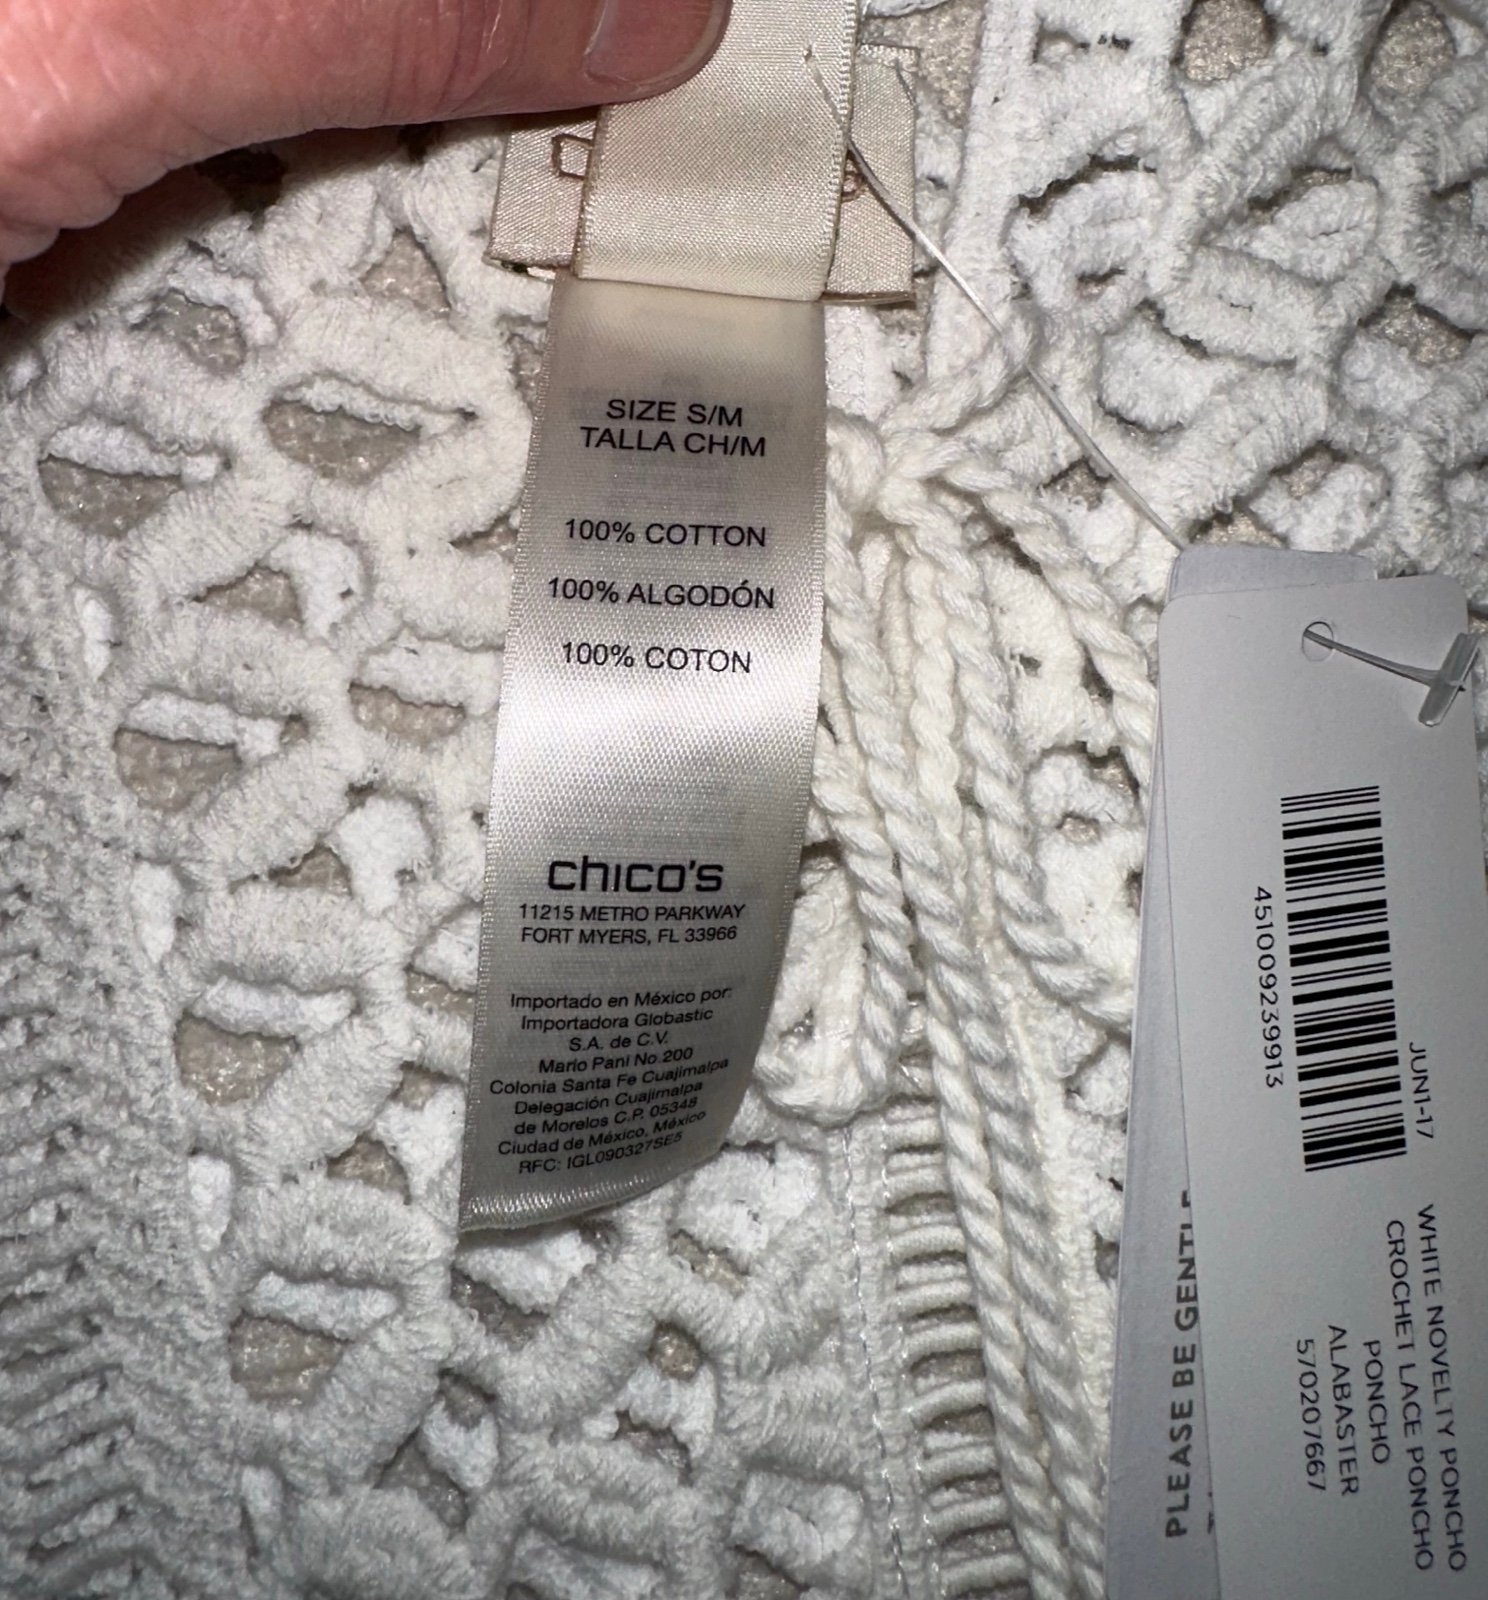 SIZE S/M
TALLA CH/M
100% COTTON
100% ALGODÓN
100% COTON
chico's
11215 METRO PARKWAY
FORT MYERS, FL 33966
Importado en México por:
Importadora Globastic
S.A. de C.V.
Mario Pani No.200
Colonia Santa Fe Cuajimalpa
Delegación Cuajimalpa
de Morelos C.P. 05348
Ciudad de México, México
RFC: IGL090327SE5
451009239913
JUN1-17
WHITE NOVELTY PONCHO
CROCHET LACE PONCHO
PONCHO
ALABASTER
570207667
PLEASE BE GENTLE